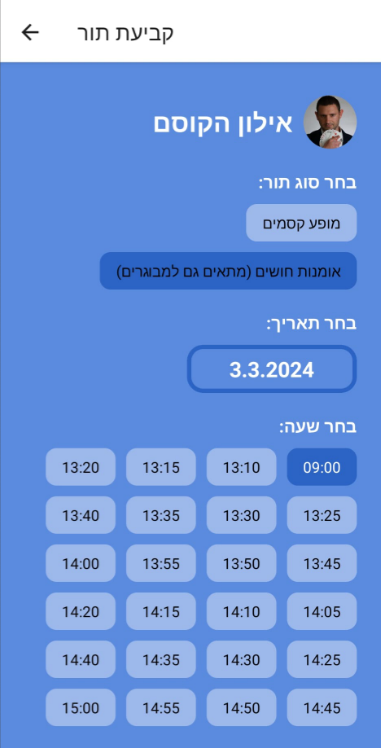 קביעת תור
אילון הקוסם
בחר סוג תור:
מופע קסמים
אומנות חושים (מתאים גם למבוגרים)
בחר תאריך:
3.3.2024
בחר שעה:
09:00 13:10 13:15 13:20
13:25 13:30 13:35 13:40
13:45 13:50 13:55 14:00
14:05 14:10 14:15 14:20
14:25 14:30 14:35 14:40
14:45 14:50 14:55 15:00